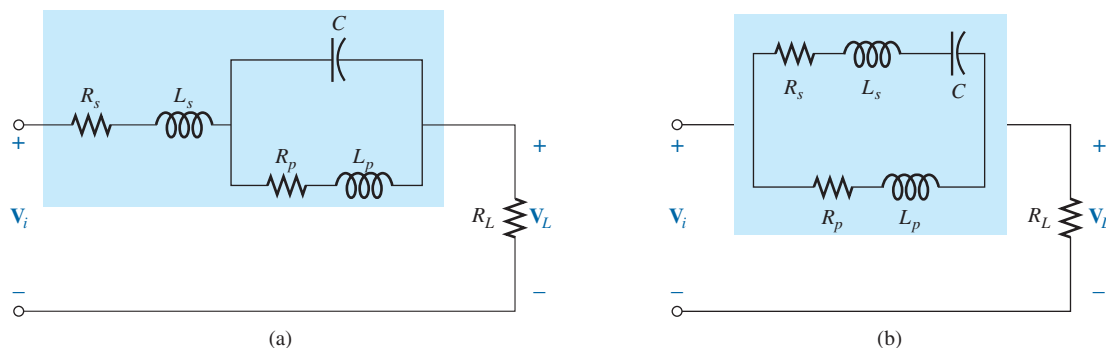 C
R_s
L_s
R_p
L_p
+
V_i
−
R_L
+
V_L
−
(a)
R_s
L_s
C
R_p
L_p
+
V_i
−
R_L
+
V_L
−
(b)